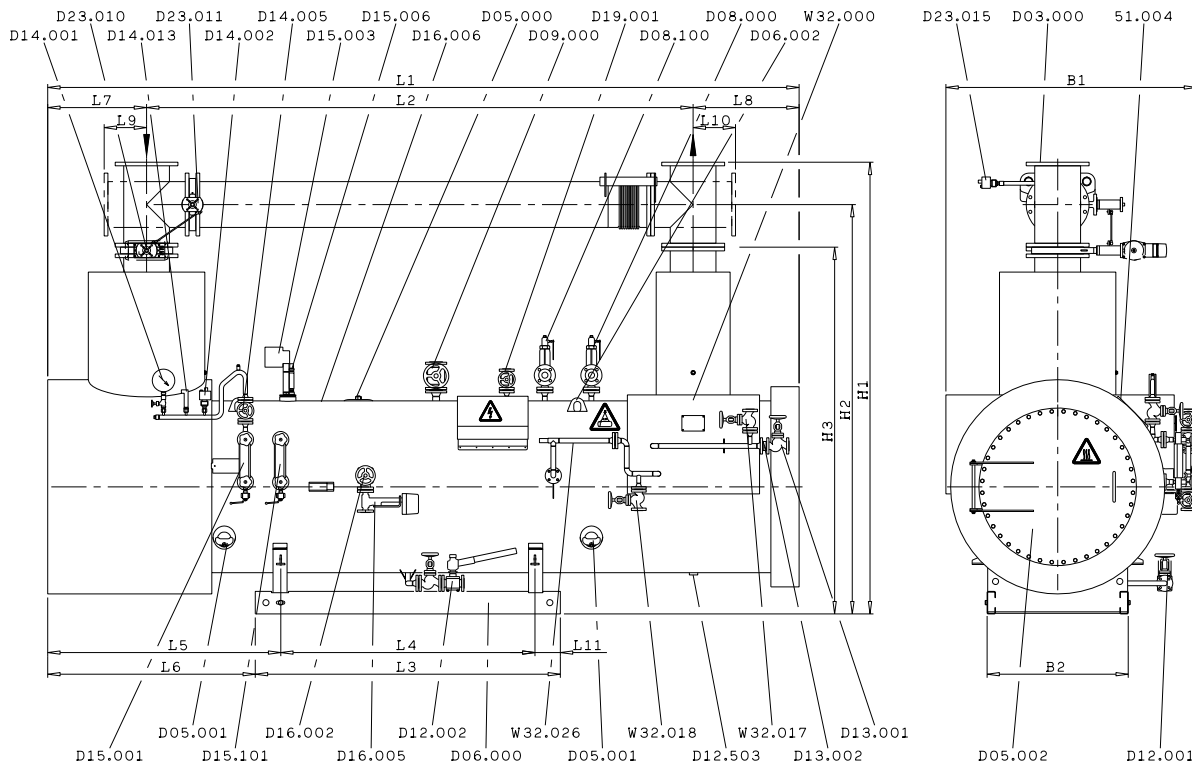 D23.010 D23.011 D14.005 D15.006 D05.000 D19.001 D08.000 W32.000 D23.015 D03.000 51.004
D14.001 D14.013 D14.002 D15.003 D16.006 D09.000 D08.100 D06.002
L1 B1
L7 L2 L8
L9 L10
H3 H2 H1
L5 L4 L11
L6 L3 B2
D05.001 D16.002 D12.002 W32.026 W32.018 W32.017 D13.001
D15.001 D15.101 D16.005 D06.000 D05.001 D12.503 D13.002 D05.002 D12.001